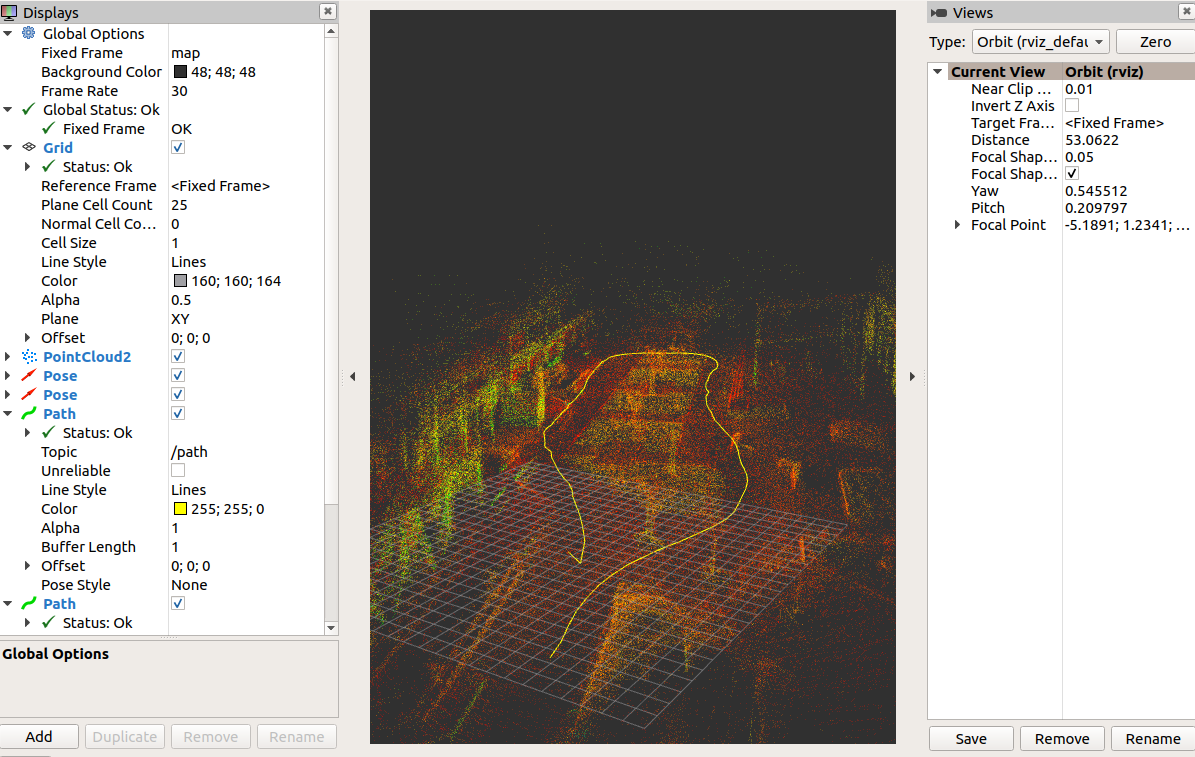 Displays
Global Options
Fixed Frame map
Background Color 48; 48; 48
Frame Rate 30
Global Status: Ok
Fixed Frame OK
Grid
Status: Ok
Reference Frame <Fixed Frame>
Plane Cell Count 25
Normal Cell Co... 0
Cell Size 1
Line Style Lines
Color 160; 160; 164
Alpha 0.5
Plane XY
Offset 0; 0; 0
PointCloud2
Pose
Pose
Path
Status: Ok
Topic /path
Unreliable
Line Style Lines
Color 255; 255; 0
Alpha 1
Buffer Length 1
Offset 0; 0; 0
Pose Style None
Path
Status: Ok
Global Options
Add Duplicate Remove Rename
Views
Type: Orbit (rviz_defau Zero
Current View Orbit (rviz)
Near Clip ... 0.01
Invert Z Axis
Target Fra... <Fixed Frame>
Distance 53.0622
Focal Shap... 0.05
Focal Shap...
Yaw 0.545512
Pitch 0.209797
Focal Point -5.1891; 1.2341; ...
Save Remove Rename